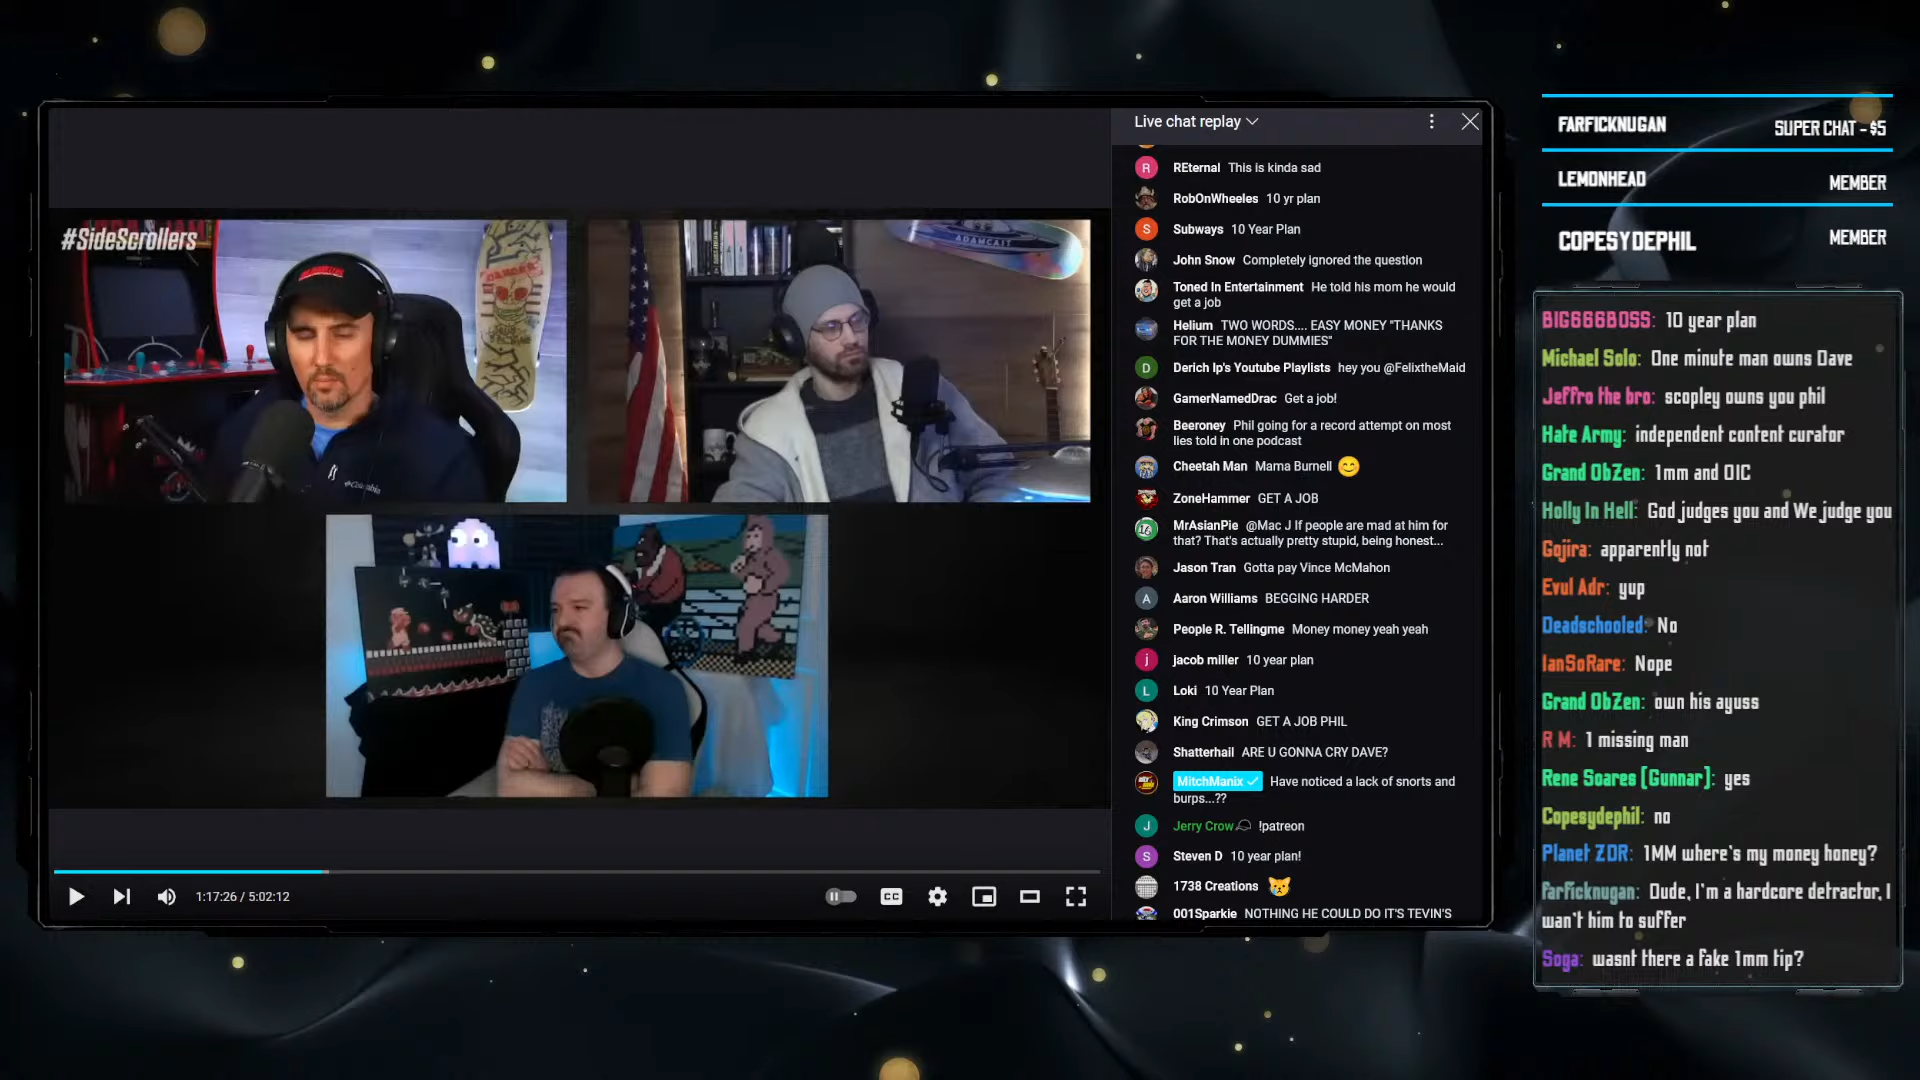 Live chat replay
REternal This is kinda sad
RobOnWheeles 10 yr plan
Subways 10 Year Plan
John Snow Completely ignored the question
Toned In Entertainment He told his mom he would
get a job
Helium TWO WORDS.... EASY MONEY "THANKS
FOR THE MONEY DUMMIES"
Derich Ip's Youtube Playlists hey you @FelixtheMaid
GamerNamedDrac Get a job!
Beeroney Phil going for a record attempt on most
lies told in one podcast
Cheetah Man Mama Burnell 😊
ZoneHammer GET A JOB
MrAsianPie @Mac J If people are mad at him for
that? That's actually pretty stupid, being honest...
Jason Tran Gotta pay Vince McMahon
Aaron Williams BEGGING HARDER
People R. Tellingme Money money yeah yeah
jacob miller 10 year plan
Loki 10 Year Plan
King Crimson GET A JOB PHIL
Shatterhail ARE U GONNA CRY DAVE?
MitchManix Have noticed a lack of snorts and
burps...??
Jerry Crow !patreon
Steven D 10 year plan!
1738 Creations 😿
001Sparkie NOTHING HE COULD DO IT'S TEVIN'S
#SideScrollers
ADAMCAST
Columbia
1:17:26 / 5:02:12
CC
FARFICKNUGAN SUPER CHAT - $5
LEMONHEAD MEMBER
COPESYDEPHIL MEMBER
BIG666BOSS: 10 year plan
Michael Solo: One minute man owns Dave
Jeffro the bro: scopley owns you phil
Hate Army: independent content curator
Grand ObZen: 1mm and OIC
Holly In Hell: God judges you and We judge you
Gojira: apparently not
Evul Adr: yup
Deadschooled: No
IanSoRare: Nope
Grand ObZen: own his ayuss
R M: 1 missing man
Rene Soares (Gunnar): yes
Copesydephil: no
Planet ZDR: 1MM where's my money honey?
farficknugan: Dude, I'm a hardcore detractor, I
wan't him to suffer
Soga: wasnt there a fake 1mm tip?